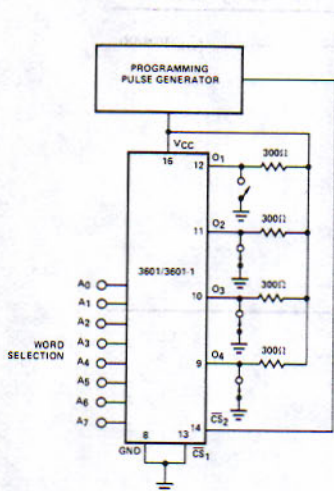 PROGRAMMING
PULSE GENERATOR
VCC
16
12 O1 300Ω
11 O2 300Ω
3601/3601-1
10 O3 300Ω
9 O4 300Ω
A0
A1
A2
A3
WORD
SELECTION
A4
A5
A6
A7
14 CS2
8 13
GND CS1